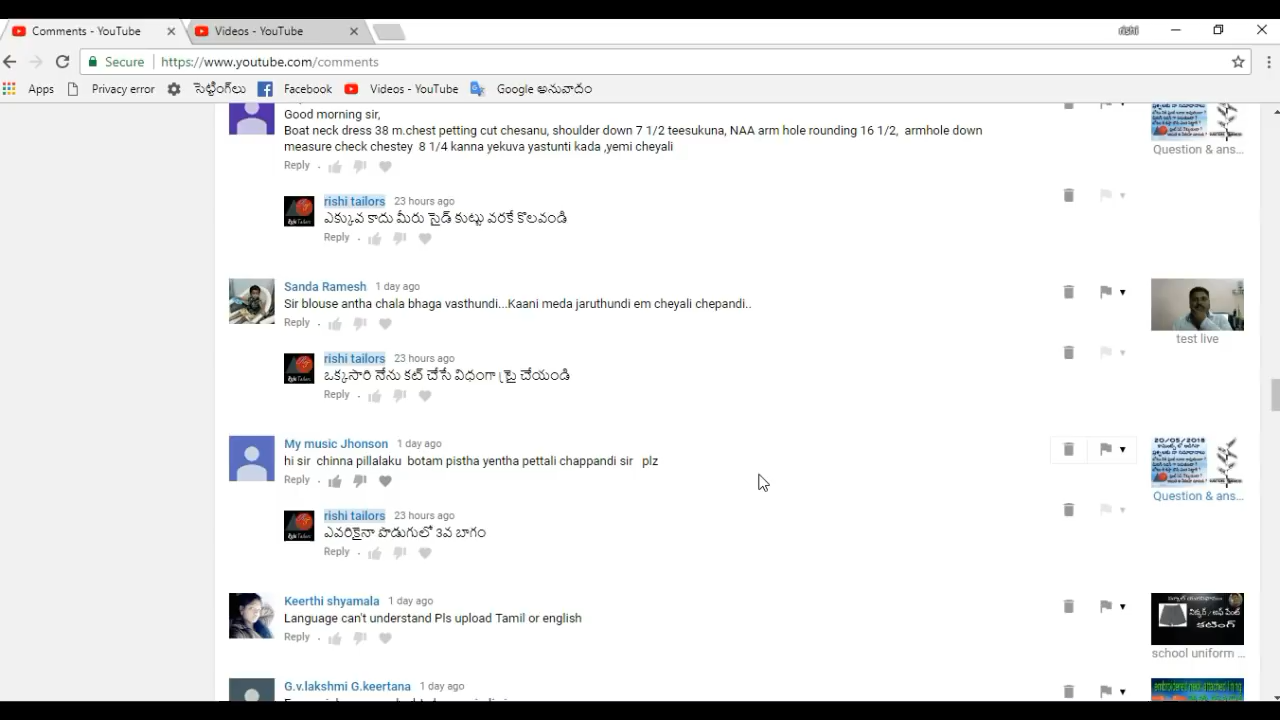 Comments - YouTube
Videos - YouTube
rishi
Secure
https://www.youtube.com/comments
Apps
Privacy error
సెట్టింగ్‌లు
Facebook
Videos - YouTube
Google అనువాదం
Good morning sir,
Boat neck dress 38 m.chest petting cut chesanu, shoulder down 7 1/2 teesukuna, NAA arm hole rounding 16 1/2, armhole down
measure check chestey 8 1/4 kanna yekuva yastunti kada ,yemi cheyali
Reply
Question & ans...
rishi tailors 23 hours ago
ఎక్కువ కాదు మీరు సైడ్ కుట్టు వరకే కొలవండి
Reply
Sanda Ramesh 1 day ago
Sir blouse antha chala bhaga vasthundi...Kaani meda jaruthundi em cheyali chepandi..
Reply
test live
rishi tailors 23 hours ago
ఒక్కసారి నేను కట్ చేసే విధంగా ట్రై చేయండి
Reply
My music Jhonson 1 day ago
hi sir chinna pillalaku botam pistha yentha pettali chappandi sir plz
Reply
20/05/2018
Question & ans...
rishi tailors 23 hours ago
ఎవరికైనా పొడుగులో 3వ బాగం
Reply
Keerthi shyamala 1 day ago
Language can't understand Pls upload Tamil or english
Reply
కటింగ్
school uniform ...
G.v.lakshmi G.keertana 1 day ago